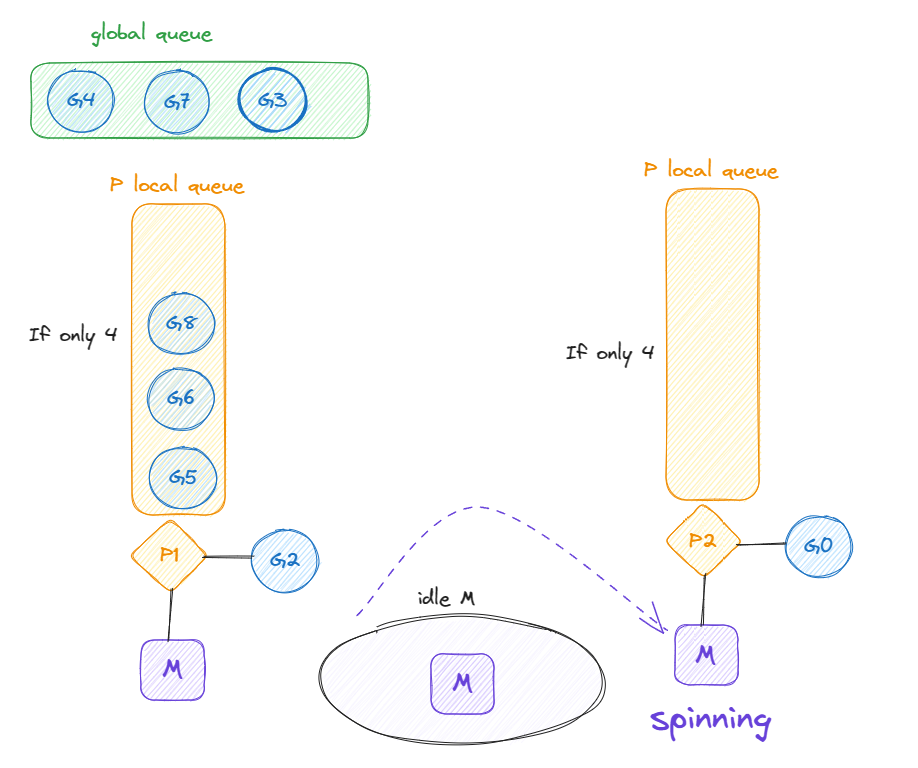 global queue
G4
G7
G3
P local queue
P local queue
If only 4
If only 4
G8
G6
G5
P1
G2
P2
G0
idle M
M
M
M
Spinning